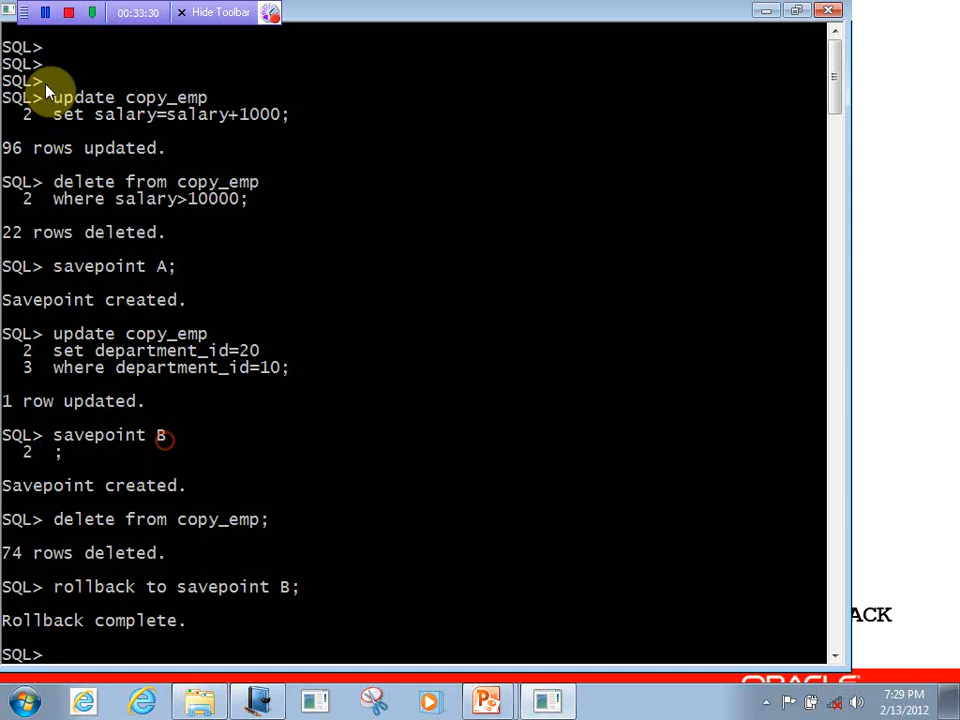 00:33:30 Hide Toolbar
SQL>
SQL>
SQL>
SQL> update copy_emp
2 set salary=salary+1000;
96 rows updated.
SQL> delete from copy_emp
2 where salary>10000;
22 rows deleted.
SQL> savepoint A;
Savepoint created.
SQL> update copy_emp
2 set department_id=20
3 where department_id=10;
1 row updated.
SQL> savepoint B
2 ;
Savepoint created.
SQL> delete from copy_emp;
74 rows deleted.
SQL> rollback to savepoint B;
Rollback complete.
ACK
SQL>
ORACLE
7:29 PM
2/13/2012